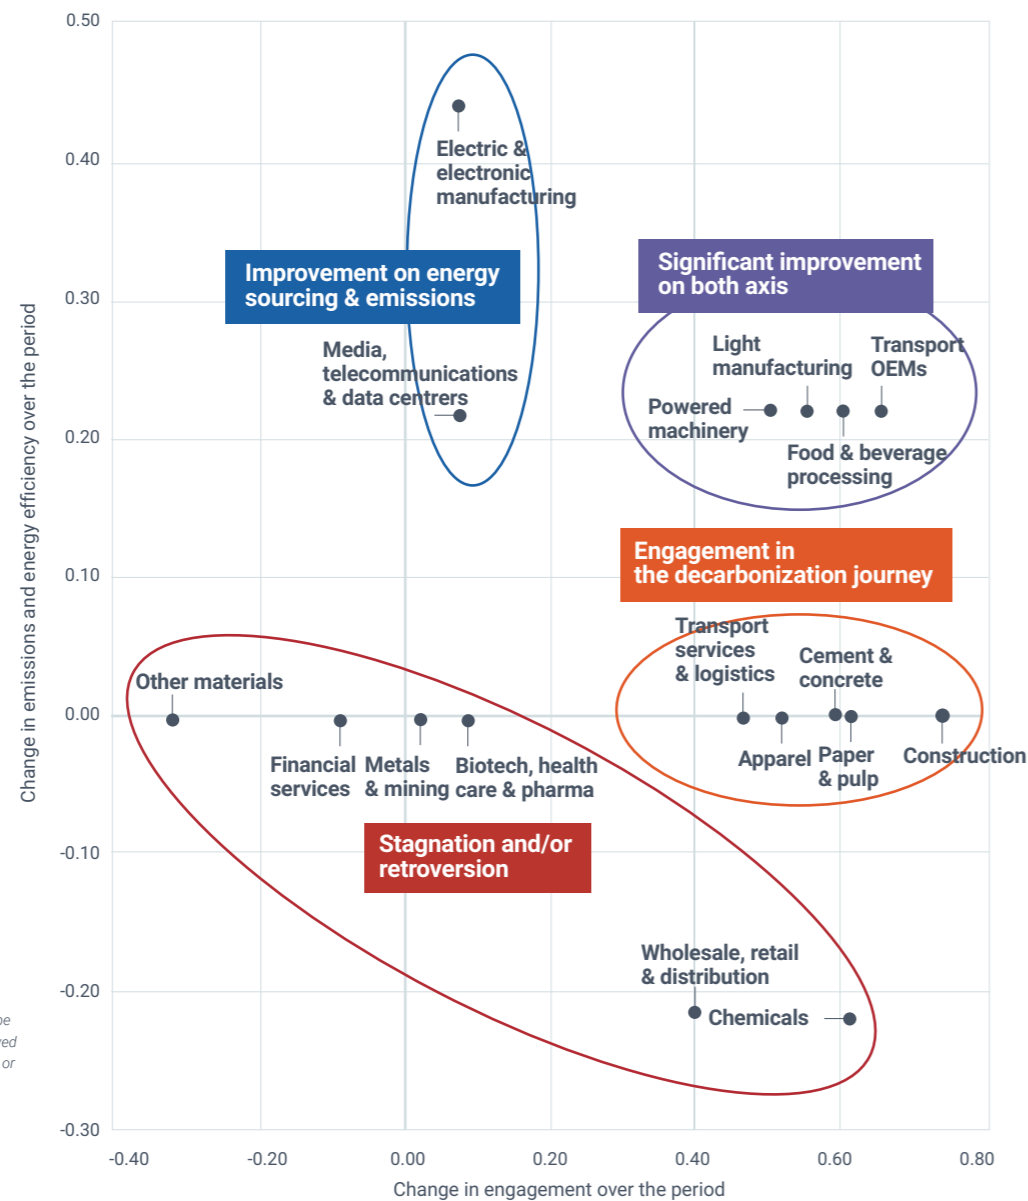 0.50
0.40
0.30
0.20
0.10
0.00
-0.10
-0.20
-0.30
Change in emissions and energy efficiency over the period
Electric &
electronic
manufacturing
Improvement on energy
sourcing & emissions
Media,
telecommunications
& data centrers
Significant improvement
on both axis
Light
manufacturing
Transport
OEMs
Powered
machinery
Food & beverage
processing
Engagement in
the decarbonization journey
Transport
services
& logistics
Cement &
concrete
Apparel
Paper
& pulp
Construction
Other materials
Financial
services
Metals
& mining
Biotech, health
care & pharma
Stagnation and/or
retroversion
Wholesale, retail
& distribution
Chemicals
or
-0.40
-0.20
0.00
0.20
0.40
0.60
0.80
Change in engagement over the period